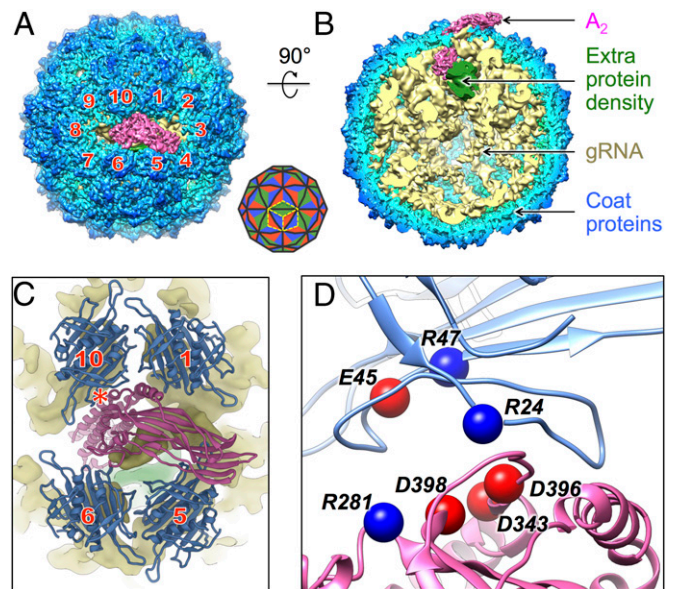 A
90°
B
A2
Extra
protein
density
gRNA
Coat
proteins
9 10 1 2
8 3
7 6 5 4
C
10 1
*
6 5
D
R47
E45
R24
R281 D398 D396
D343